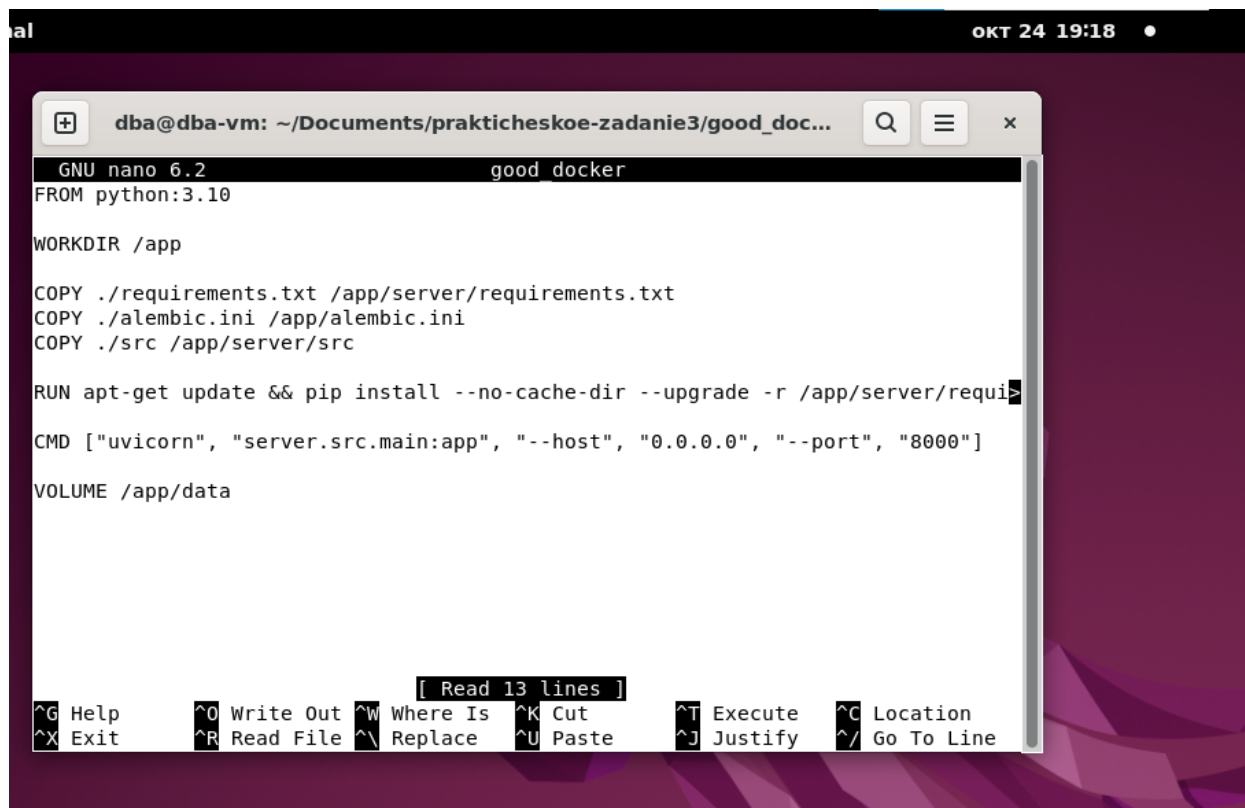 nal
окт 24 19:18
dba@dba-vm: ~/Documents/prakticheskoe-zadanie3/good_doc...
GNU nano 6.2 good_docker
FROM python:3.10
WORKDIR /app
COPY ./requirements.txt /app/server/requirements.txt
COPY ./alembic.ini /app/alembic.ini
COPY ./src /app/server/src
RUN apt-get update && pip install --no-cache-dir --upgrade -r /app/server/requi>
CMD ["uvicorn", "server.src.main:app", "--host", "0.0.0.0", "--port", "8000"]
VOLUME /app/data
[ Read 13 lines ]
^G Help ^O Write Out ^W Where Is ^K Cut ^T Execute ^C Location
^X Exit ^R Read File ^\ Replace ^U Paste ^J Justify ^/ Go To Line